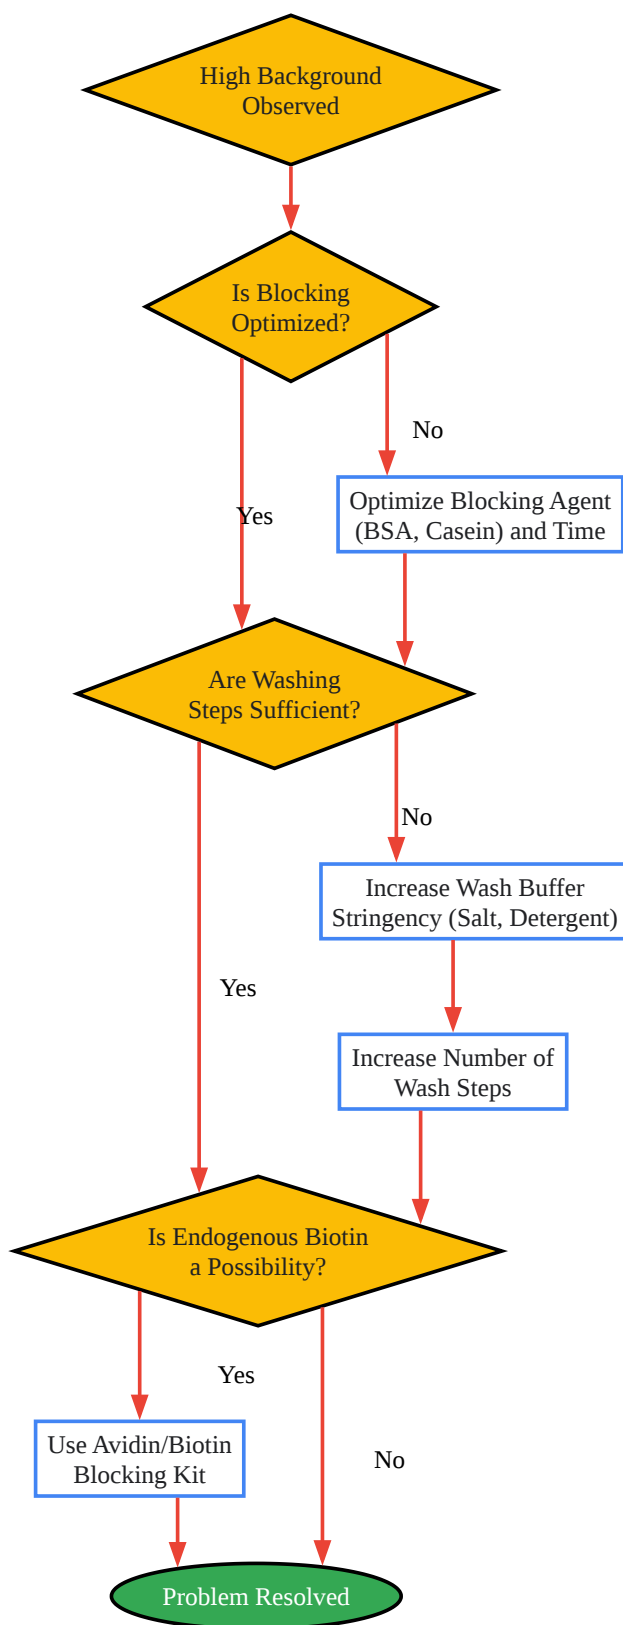 High Background
Observed
Is Blocking
Optimized?
No
Yes
Optimize Blocking Agent
(BSA, Casein) and Time
Are Washing
Steps Sufficient?
No
Increase Wash Buffer
Stringency (Salt, Detergent)
Yes
Increase Number of
Wash Steps
Is Endogenous Biotin
a Possibility?
Yes
Use Avidin/Biotin
Blocking Kit
No
Problem Resolved